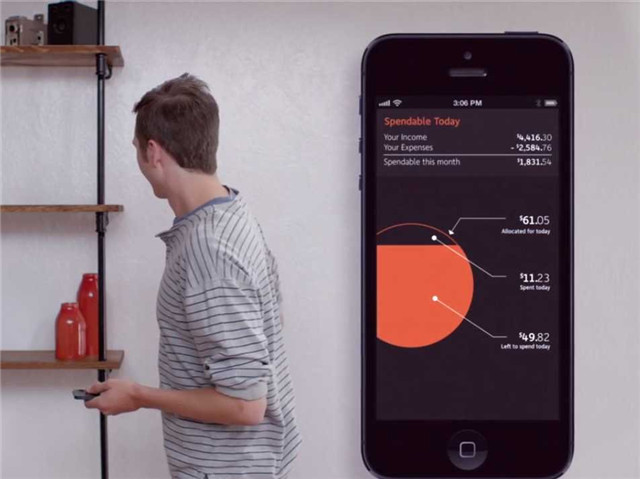 3:06 PM
Spendable Today
Your Income $4,416.30
Your Expenses - $2,584.76
Spendable this month $1,831.54
$61.05
Allocated for today
$11.23
Spent today
$49.82
Left to spend today